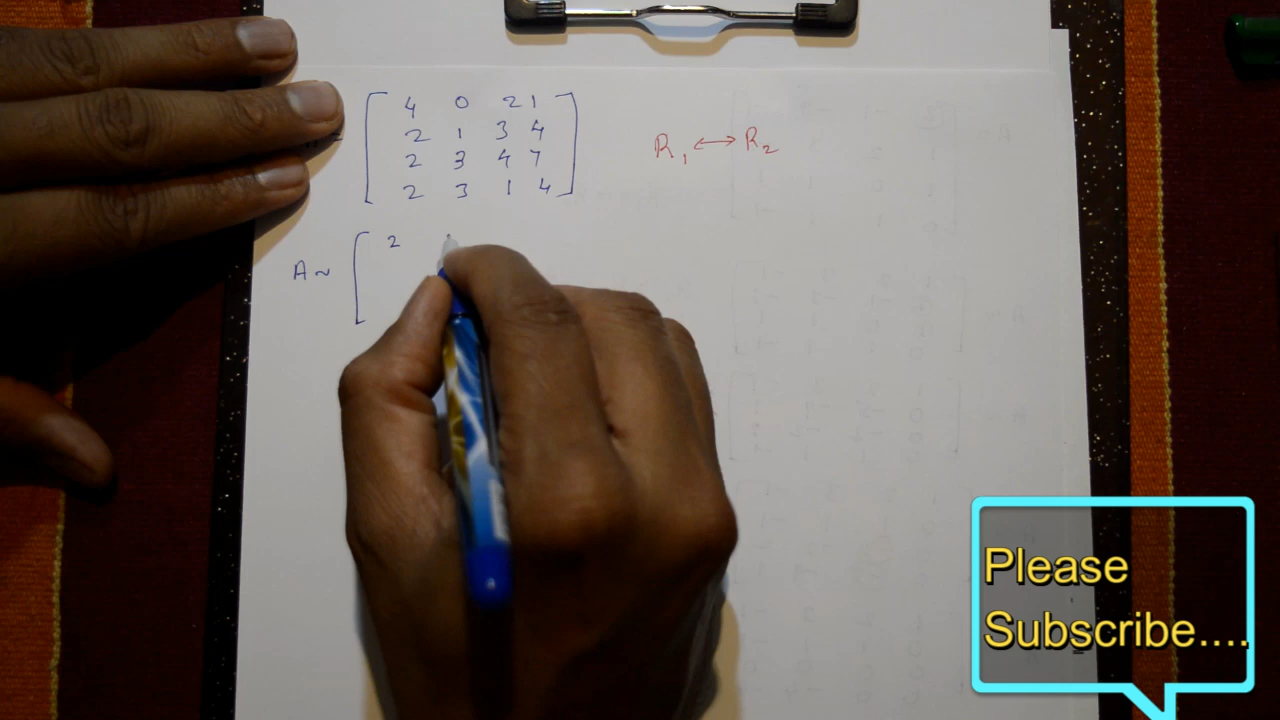 4 0 2 1
2 1 3 4
2 3 4 7
2 3 1 4
R₁ ↔ R₂
A ~ [ 2
Please
Subscribe....